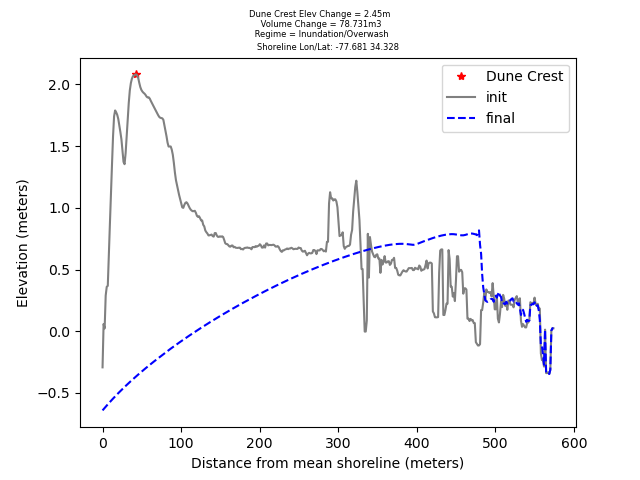 Dune Crest Elev Change = 2.45m
Volume Change = 78.731m3
Regime = Inundation/Overwash
Shoreline Lon/Lat: -77.681 34.328
Dune Crest
init
final
2.0
1.5
1.0
0.5
0.0
−0.5
Elevation (meters)
0 100 200 300 400 500 600
Distance from mean shoreline (meters)